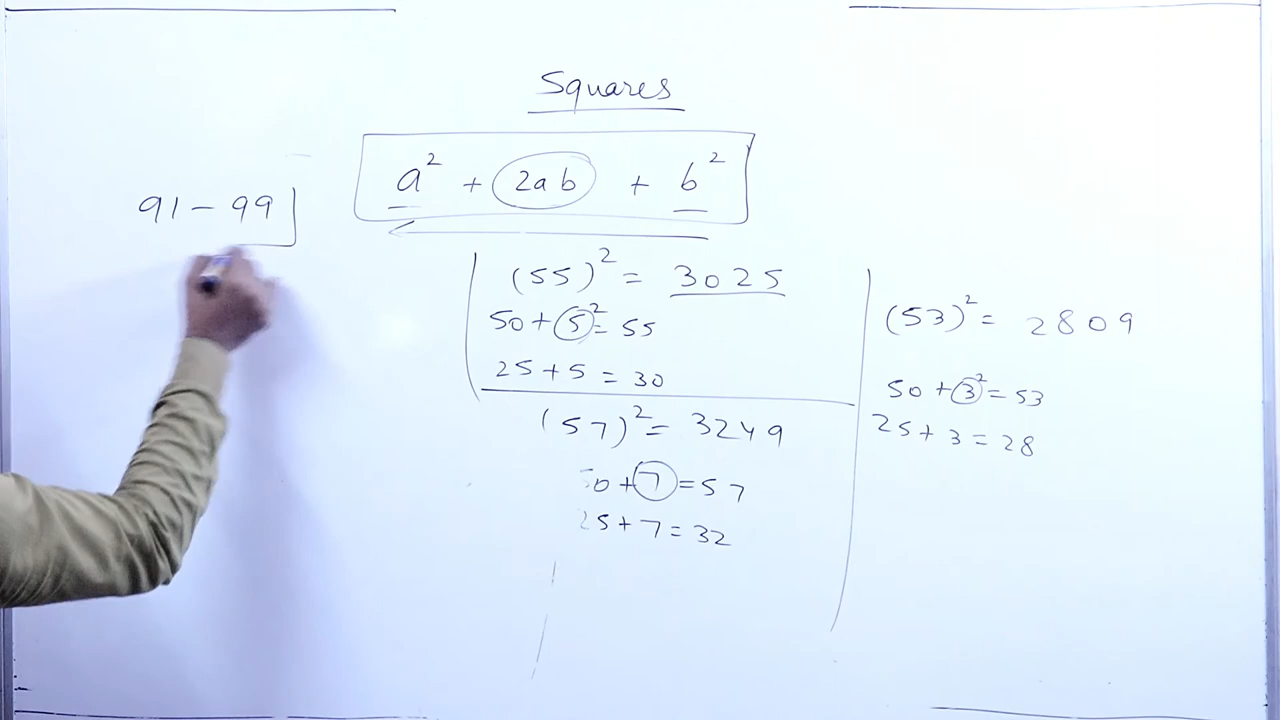 Squares
a² + 2ab + b²
91 - 99
(55)² = 3025
50 + 5² = 55
25 + 5 = 30
(57)² = 3249
50 + 7 = 57
25 + 7 = 32
(53)² = 2809
50 + 3² = 53
25 + 3 = 28